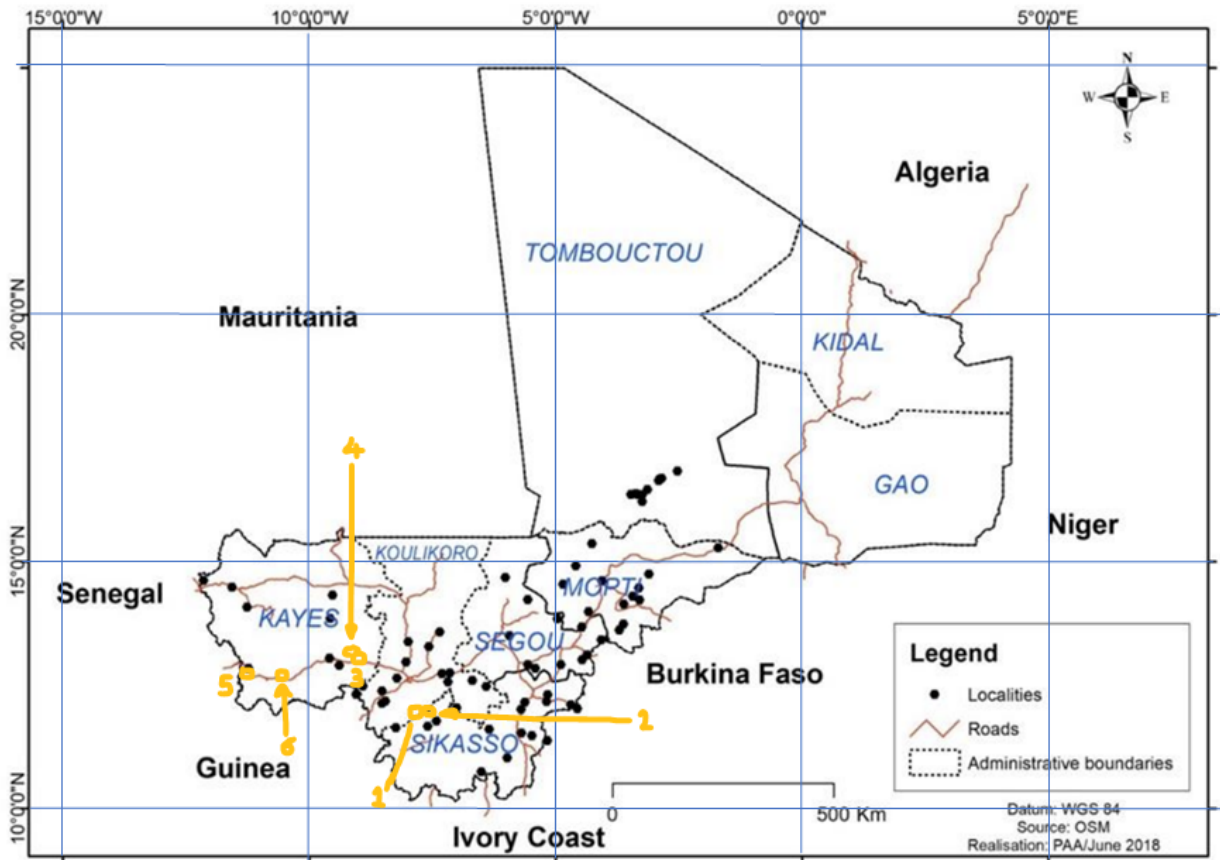 15°0'0"W 10°0'0"W 5°0'0"W 0°0'0" 5°0'0"E
N
W E
S
Algeria
TOMBOUCTOU
20°0'0"N
Mauritania
KIDAL
4
GAO
Niger
KOULIKORO
15°0'0"N
Senegal
MOPTI
KAYES
SEGOU
Burkina Faso
5
3
2
6
SIKASSO
Guinea
1
10°0'0"N
Ivory Coast
Legend
Localities
Roads
Administrative boundaries
0 500 Km
Datum: WGS 84
Source: OSM
Realisation: PAA/June 2018